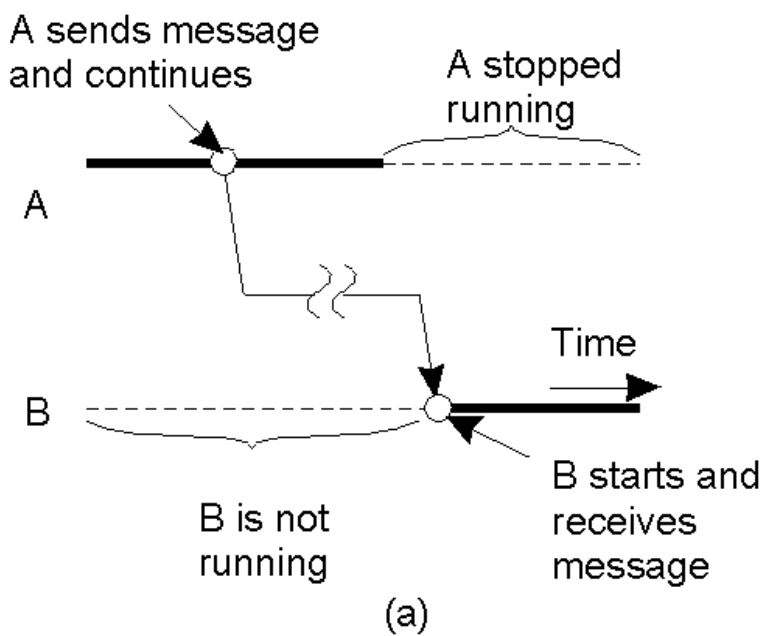 A sends message
and continues
A stopped
running
A
Time
B
B starts and
receives
message
B is not
running
(a)